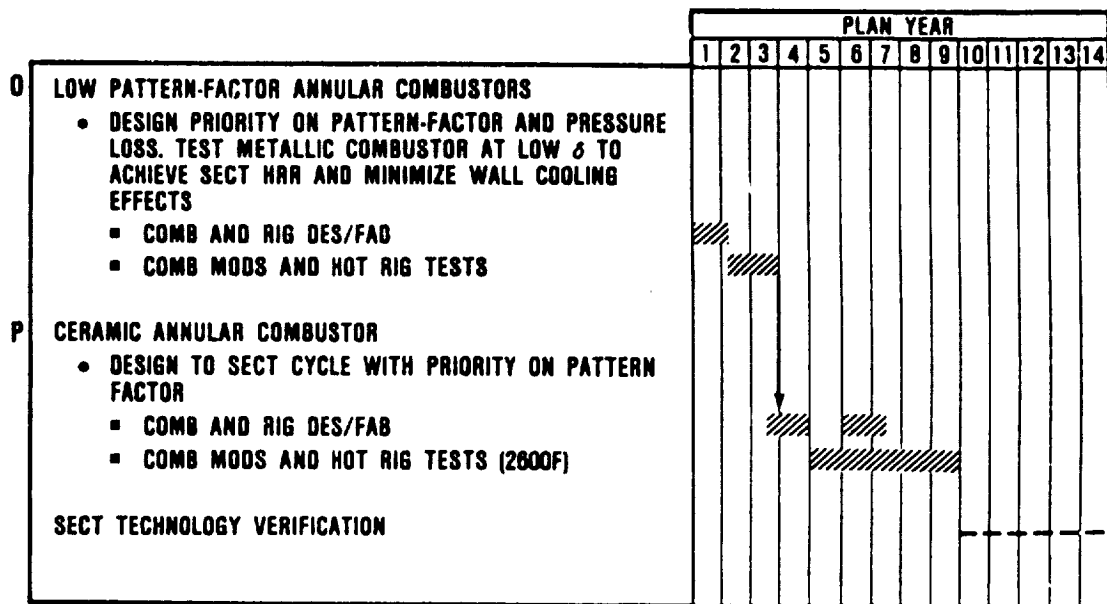 PLAN YEAR
1 2 3 4 5 6 7 8 9 10 11 12 13 14
O LOW PATTERN-FACTOR ANNULAR COMBUSTORS
• DESIGN PRIORITY ON PATTERN-FACTOR AND PRESSURE
LOSS. TEST METALLIC COMBUSTOR AT LOW δ TO
ACHIEVE SECT HRR AND MINIMIZE WALL COOLING
EFFECTS
▪ COMB AND RIG DES/FAB
▪ COMB MODS AND HOT RIG TESTS
P CERAMIC ANNULAR COMBUSTOR
• DESIGN TO SECT CYCLE WITH PRIORITY ON PATTERN
FACTOR
▪ COMB AND RIG DES/FAB
▪ COMB MODS AND HOT RIG TESTS (2600F)
SECT TECHNOLOGY VERIFICATION